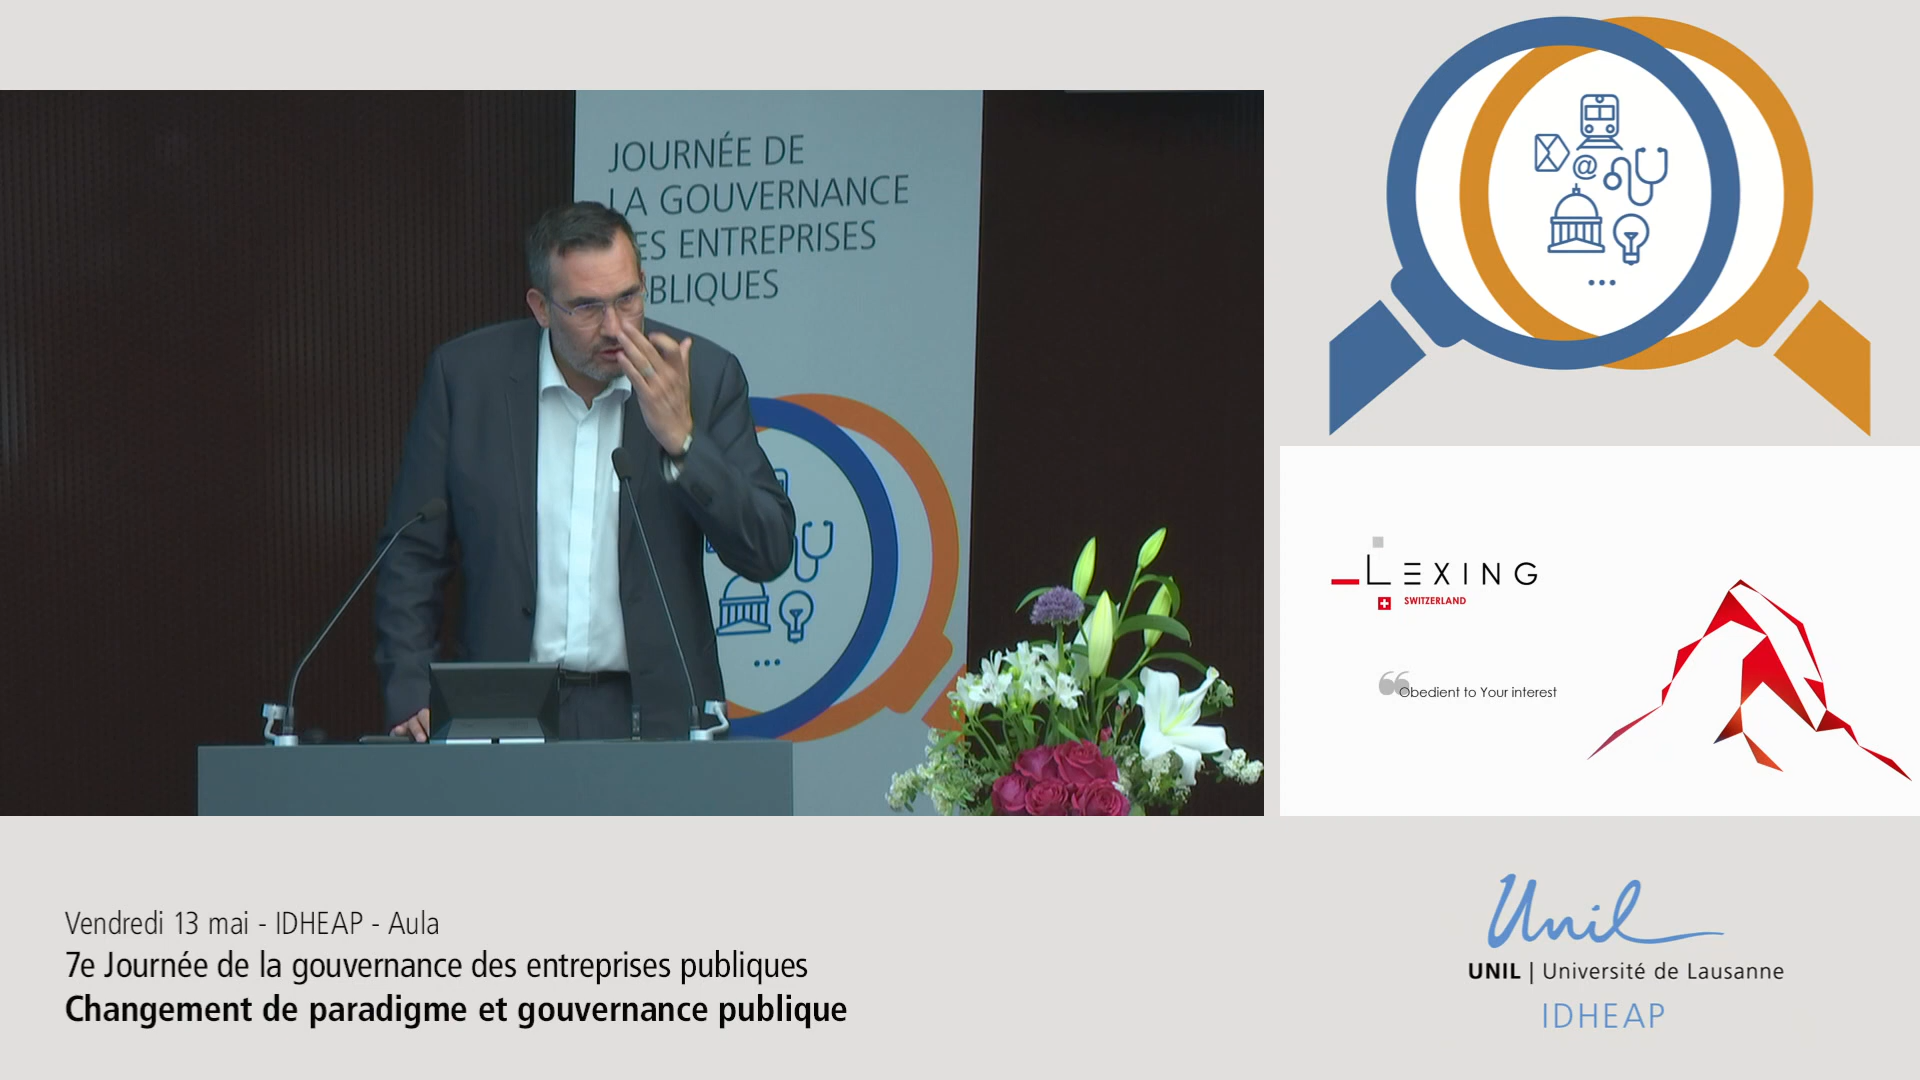 JOURNÉE DE
LA GOUVERNANCE
ES ENTREPRISES
BLIQUES
@
LEXING
SWITZERLAND
❝Obedient to Your interest
Vendredi 13 mai - IDHEAP - Aula
7e Journée de la gouvernance des entreprises publiques
Changement de paradigme et gouvernance publique
Unil
UNIL | Université de Lausanne
IDHEAP